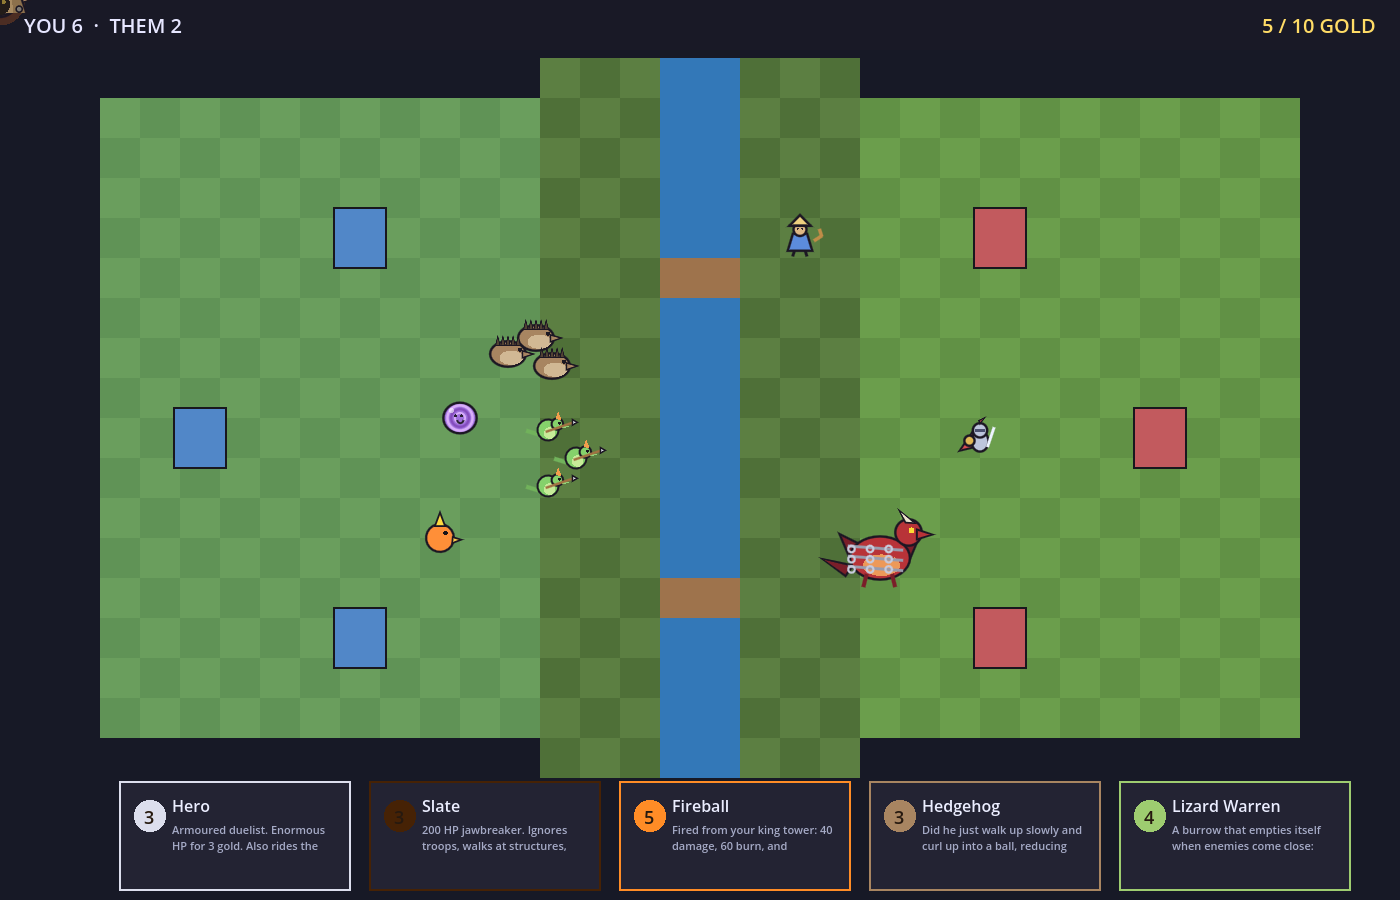 YOU 6 · THEM 2
5 / 10 GOLD
3
Hero
Armoured duelist. Enormous
HP for 3 gold. Also rides the
3
Slate
200 HP jawbreaker. Ignores
troops, walks at structures,
5
Fireball
Fired from your king tower: 40
damage, 60 burn, and
3
Hedgehog
Did he just walk up slowly and
curl up into a ball, reducing
4
Lizard Warren
A burrow that empties itself
when enemies come close: